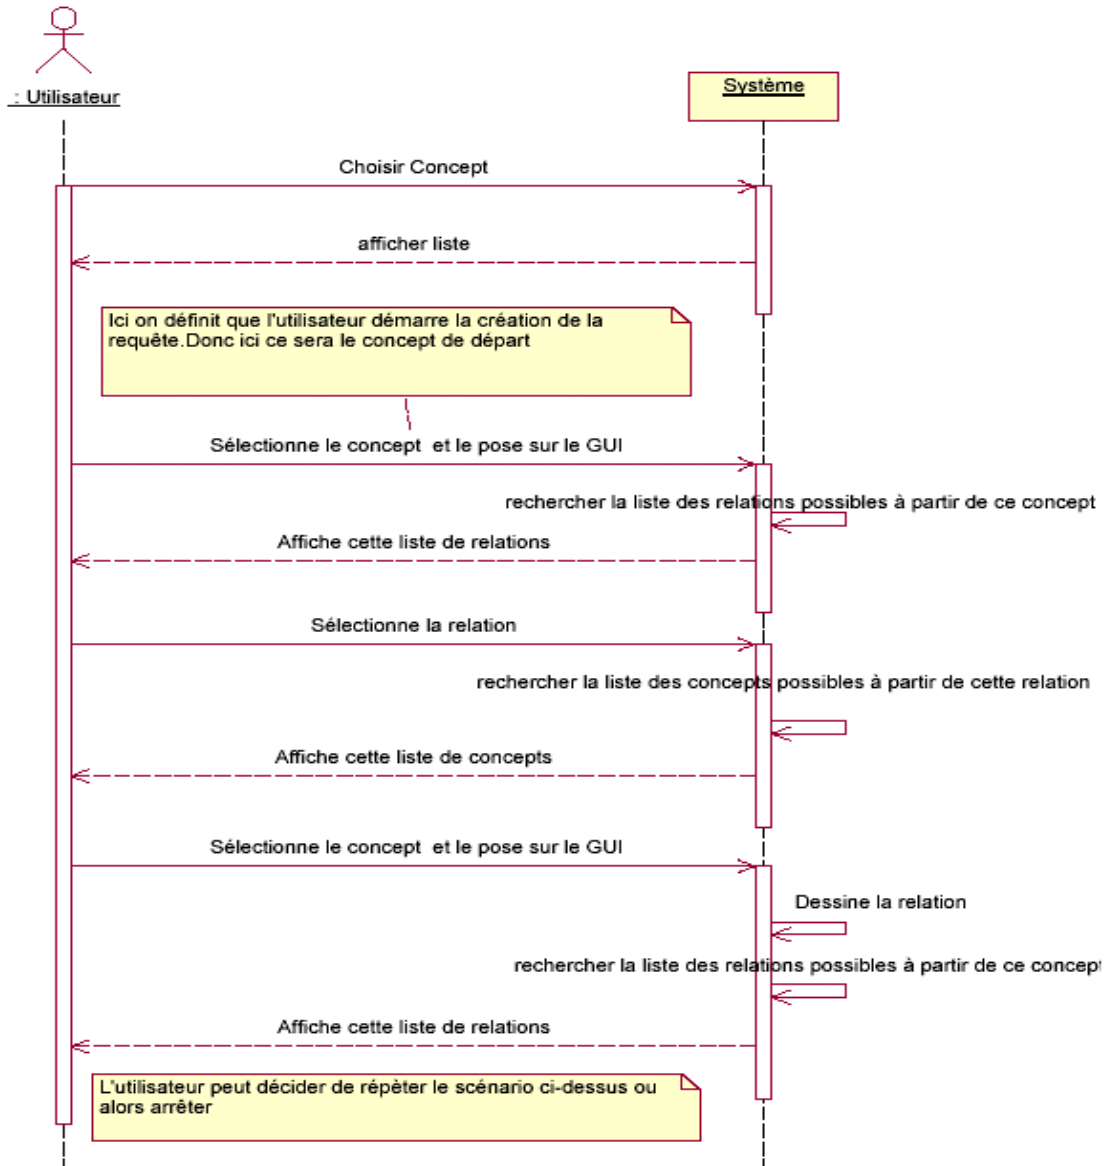 : Utilisateur
Système
Choisir Concept
afficher liste
Ici on définit que l'utilisateur démarre la création de la
requête.Donc ici ce sera le concept de départ
Sélectionne le concept et le pose sur le GUI
rechercher la liste des relations possibles à partir de ce concept
Affiche cette liste de relations
Sélectionne la relation
rechercher la liste des concepts possibles à partir de cette relation
Affiche cette liste de concepts
Sélectionne le concept et le pose sur le GUI
Dessine la relation
rechercher la liste des relations possibles à partir de ce concept
Affiche cette liste de relations
L'utilisateur peut décider de répèter le scénario ci-dessus ou
alors arrêter